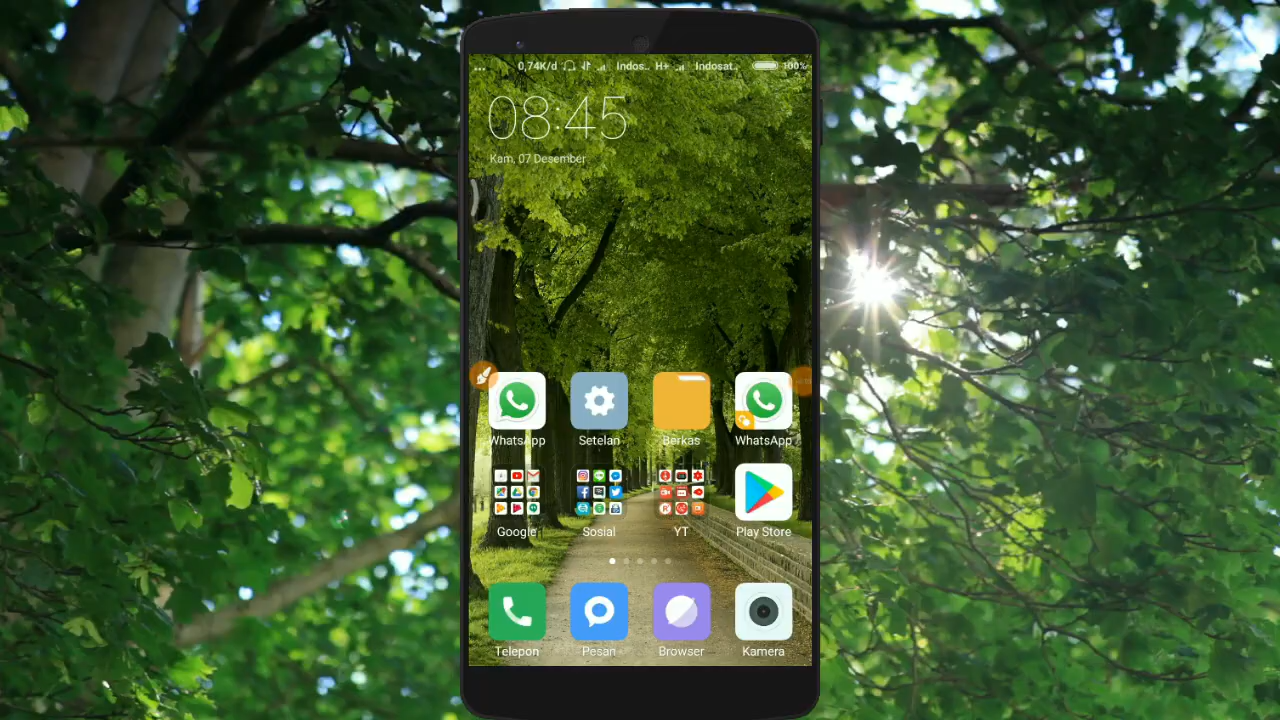 ... 0,74K/d Indos.. H+ Indosat.. 100%
08:45
Kam, 07 Desember
WhatsApp Setelan Berkas WhatsApp
Google Sosial YT Play Store
Telepon Pesan Browser Kamera